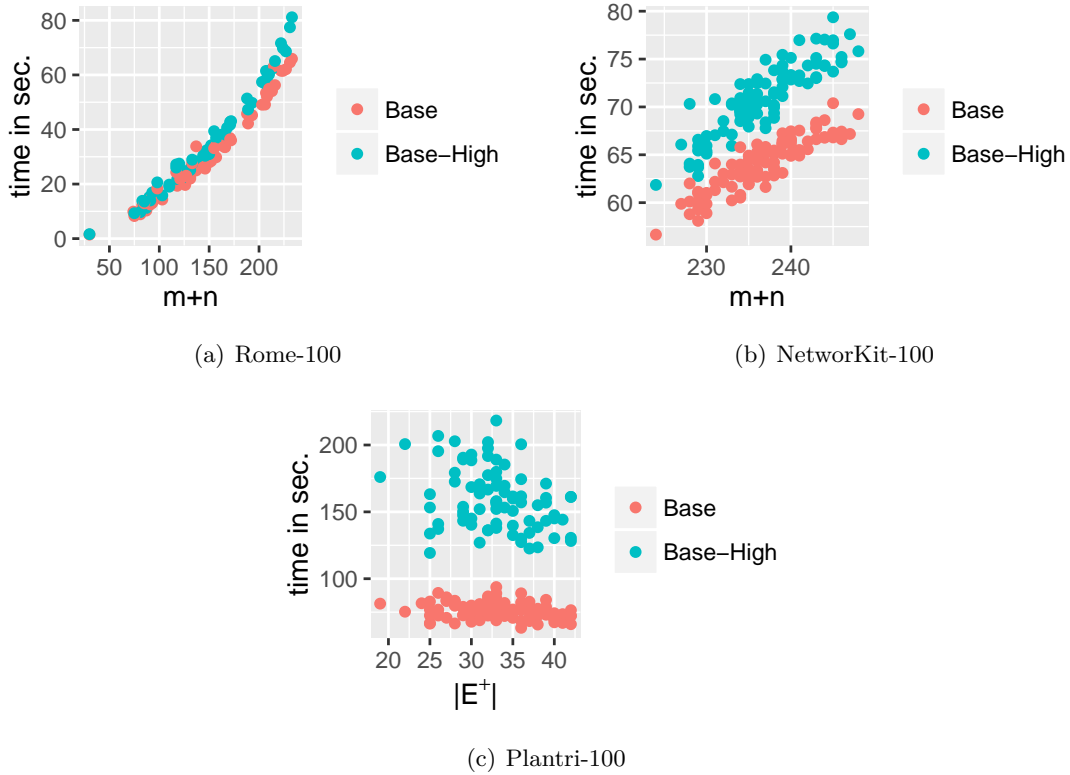 80
60
40
20
0
time in sec.
50 100 150 200
m+n
Base
Base−High
(a) Rome-100
80
75
70
65
60
time in sec.
230 240
m+n
Base
Base−High
(b) NetworKit-100
200
150
100
time in sec.
20 25 30 35 40
|E⁺|
Base
Base−High
(c) Plantri-100